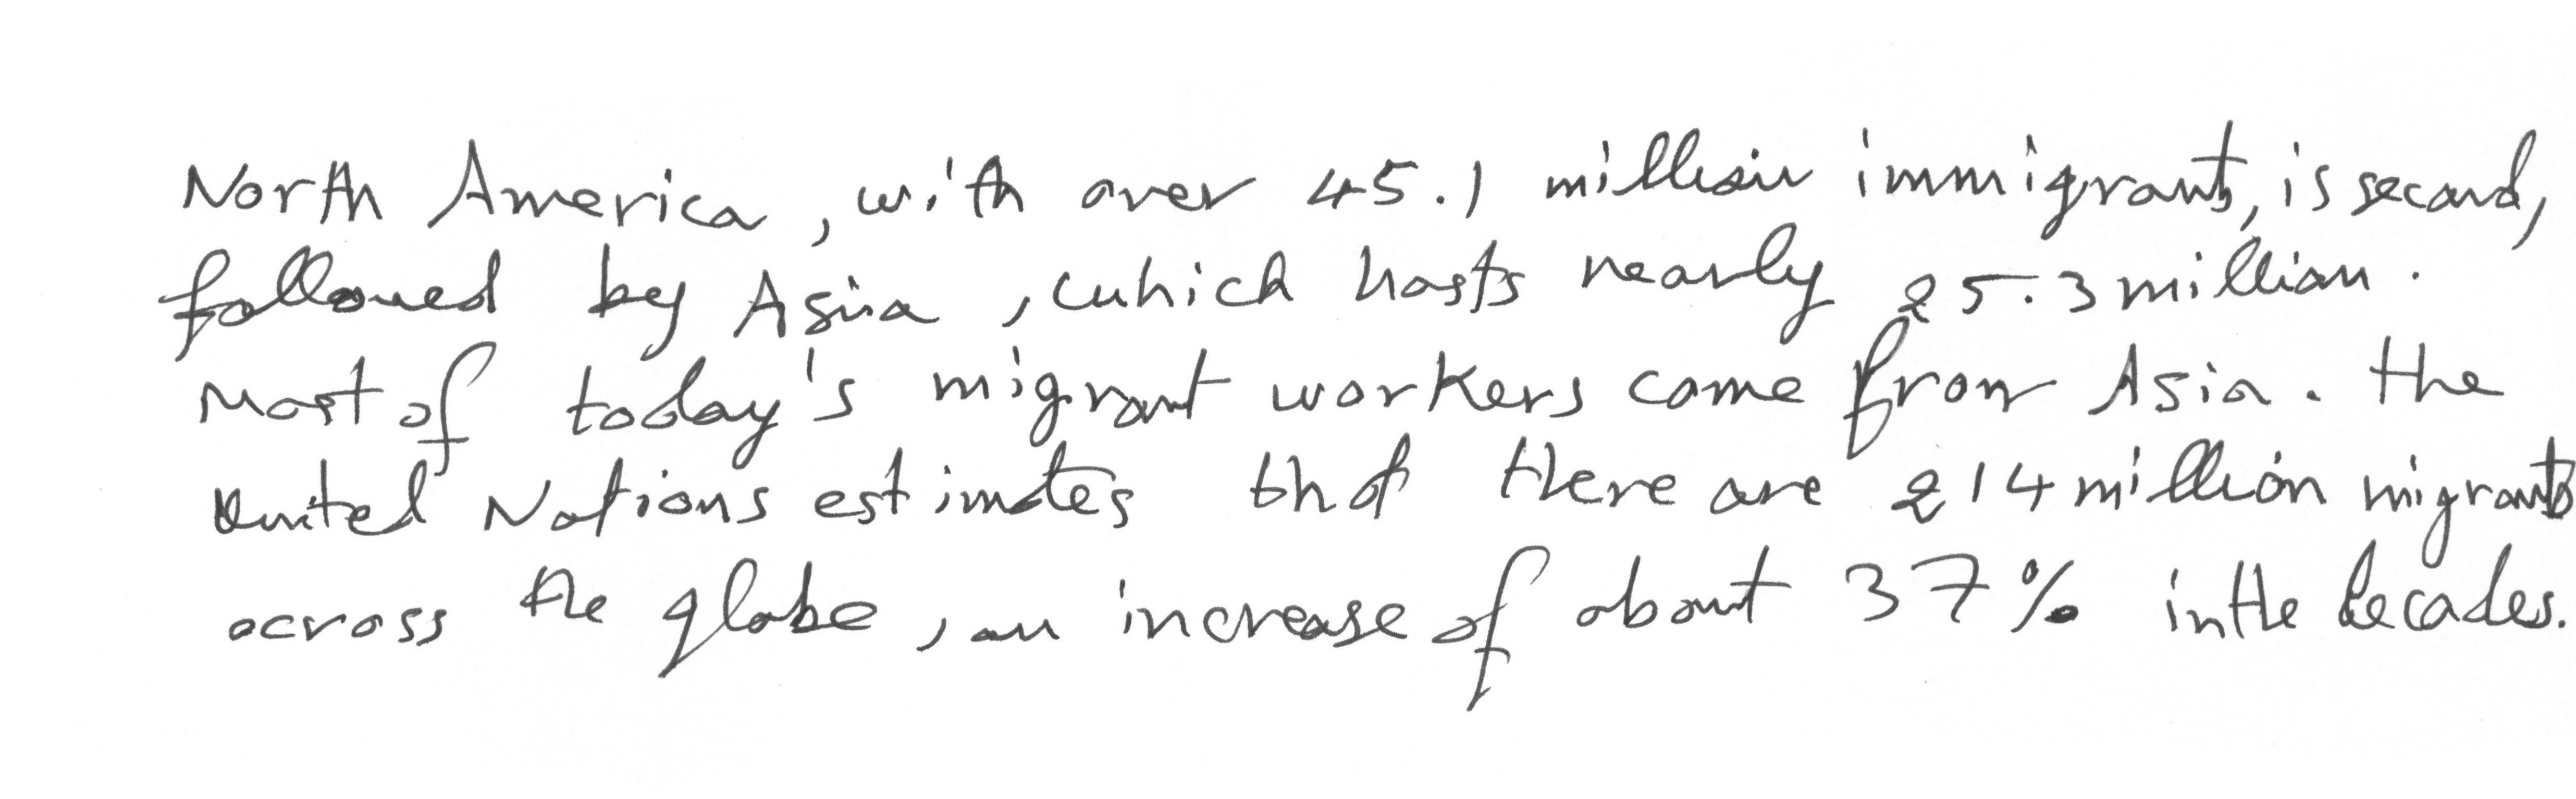 North America, with over 45.1 million immigrants, is second,
followed by Asia, which hosts nearly 25.3 million.
Most of today's migrant workers come from Asia. the
United Nations estimates that there are 214 million migrants
across the globe, an increase of about 37% in the decades.